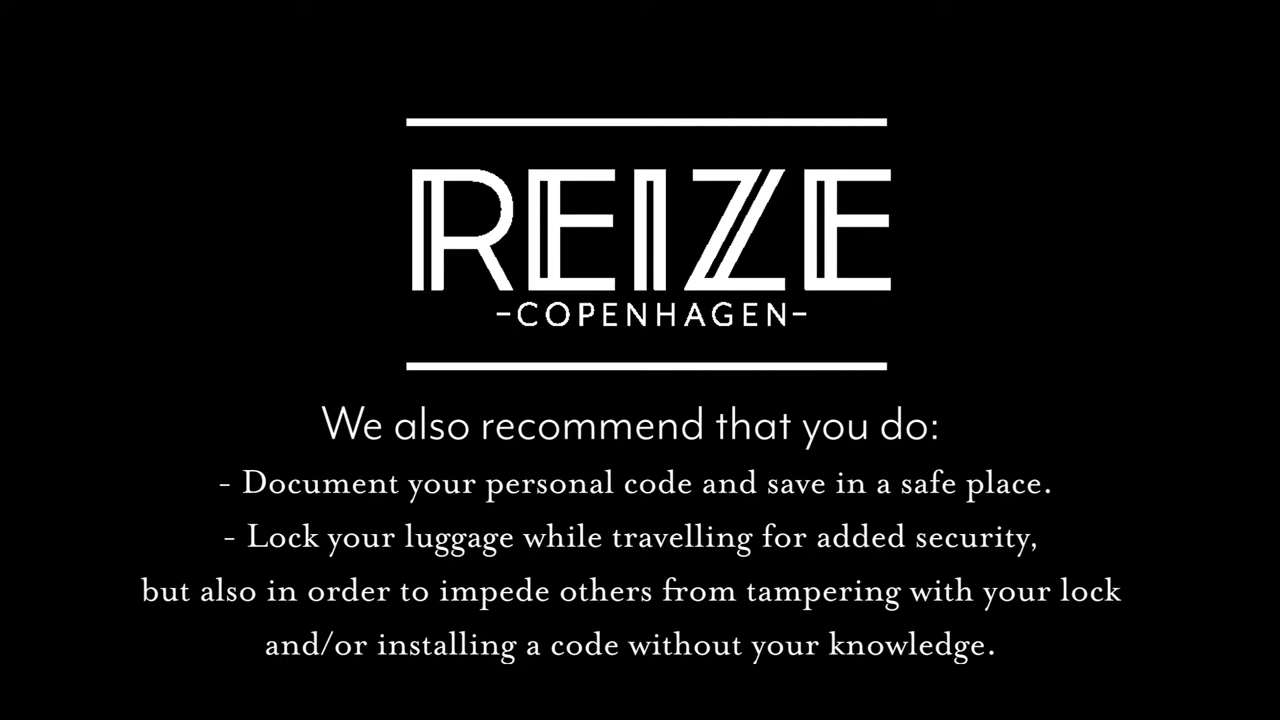 REIZE
-COPENHAGEN-
We also recommend that you do:
- Document your personal code and save in a safe place.
- Lock your luggage while travelling for added security,
but also in order to impede others from tampering with your lock
and/or installing a code without your knowledge.